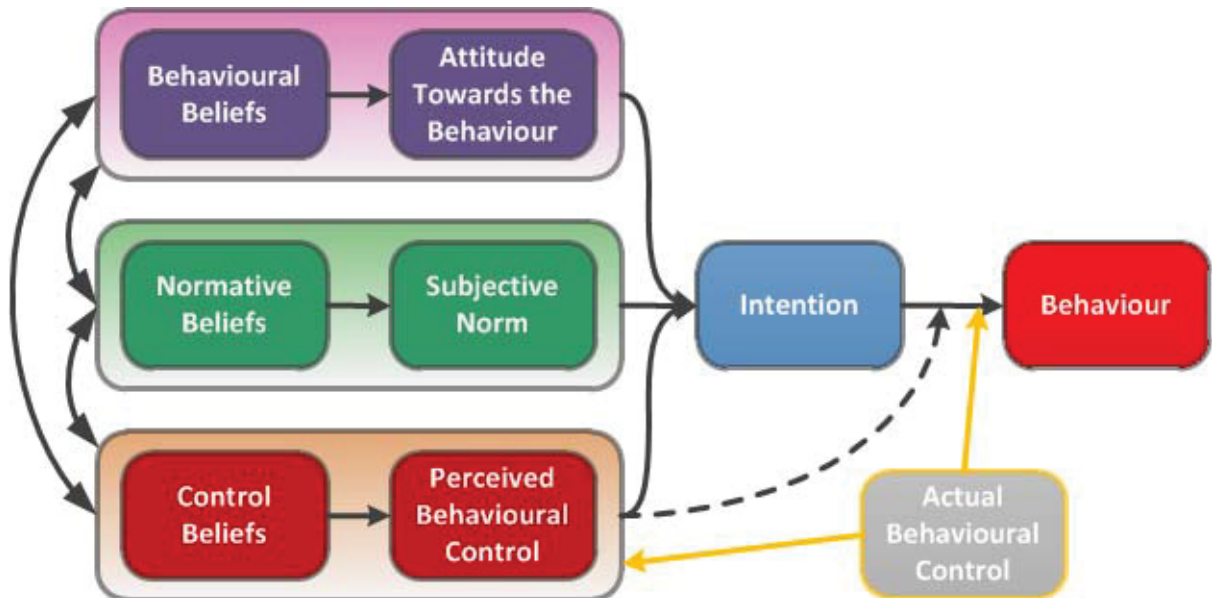 Behavioural
Beliefs
Attitude
Towards the
Behaviour
Normative
Beliefs
Subjective
Norm
Intention
Behaviour
Control
Beliefs
Perceived
Behavioural
Control
Actual
Behavioural
Control